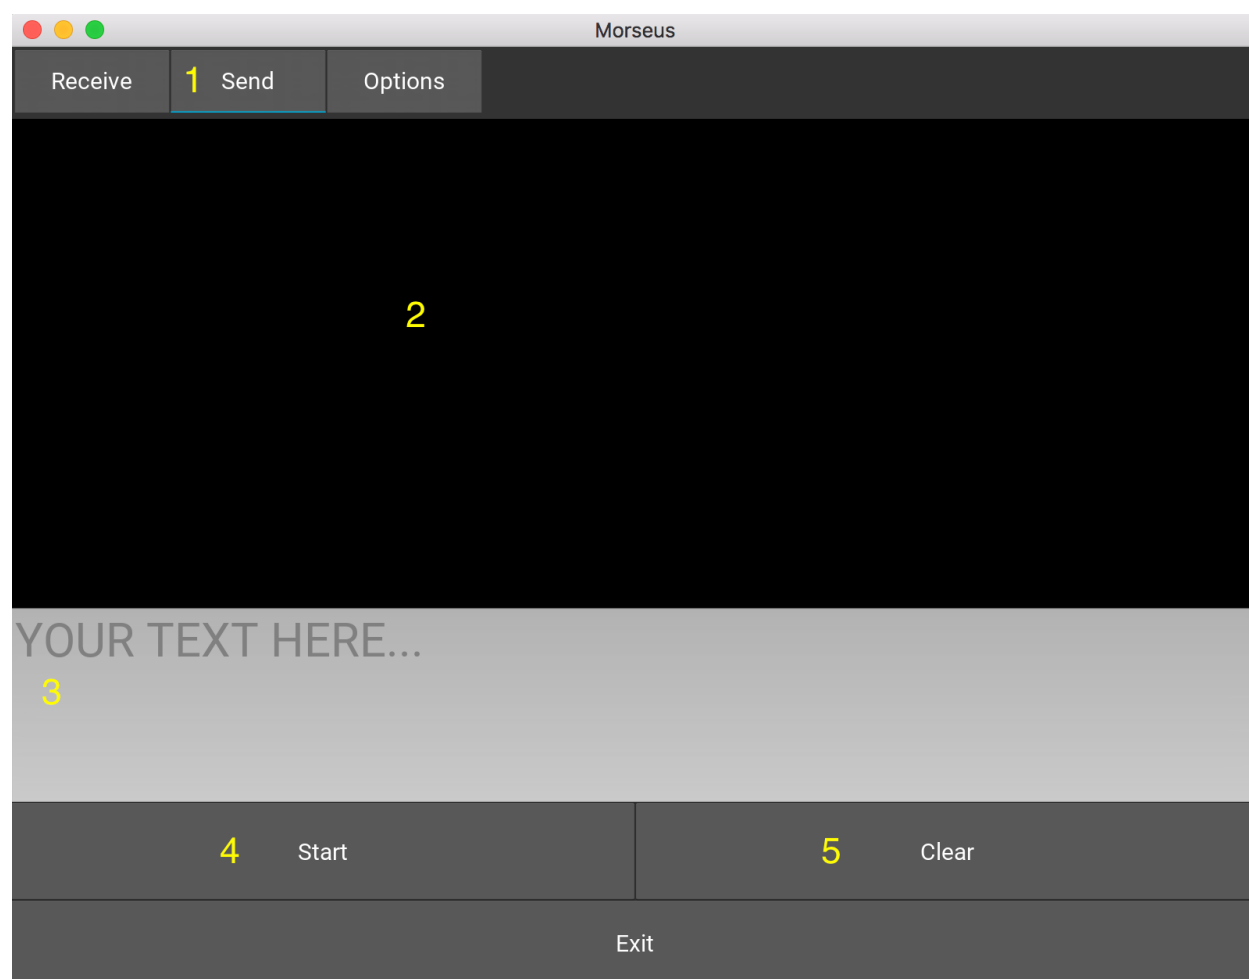 Morseus
Receive 1 Send Options
2
YOUR TEXT HERE...
3
4 Start 5 Clear
Exit